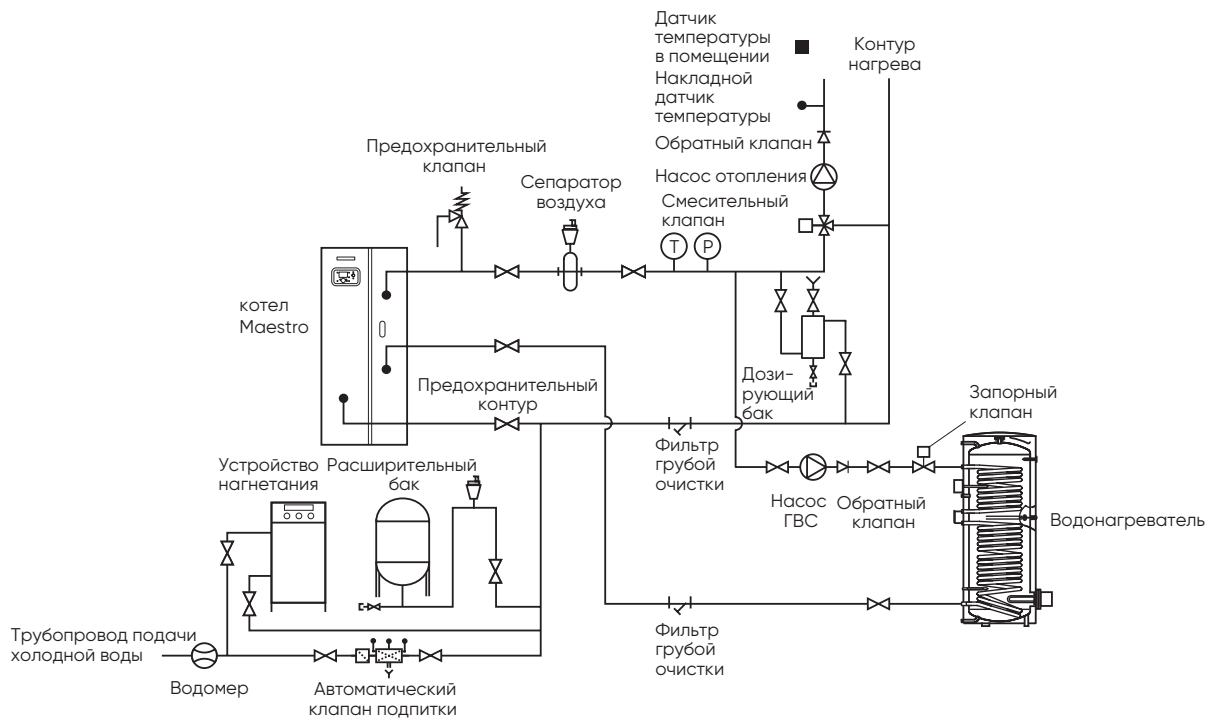 Датчик
температуры
в помещении
Контур
нагрева
Накладной
датчик
температуры
Обратный клапан
Предохранительный
клапан
Сепаратор
воздуха
Насос отопления
Смесительный
клапан
T
P
котел
Maestro
Предохранительный
контур
Дози-
рующий
бак
Запорный
клапан
Фильтр
грубой
очистки
Устройство
нагнетания
Расширительный
бак
Насос
ГВС
Обратный
клапан
Водонагреватель
Трубопровод подачи
холодной воды
Водомер
Автоматический
клапан подпитки
Фильтр
грубой
очистки